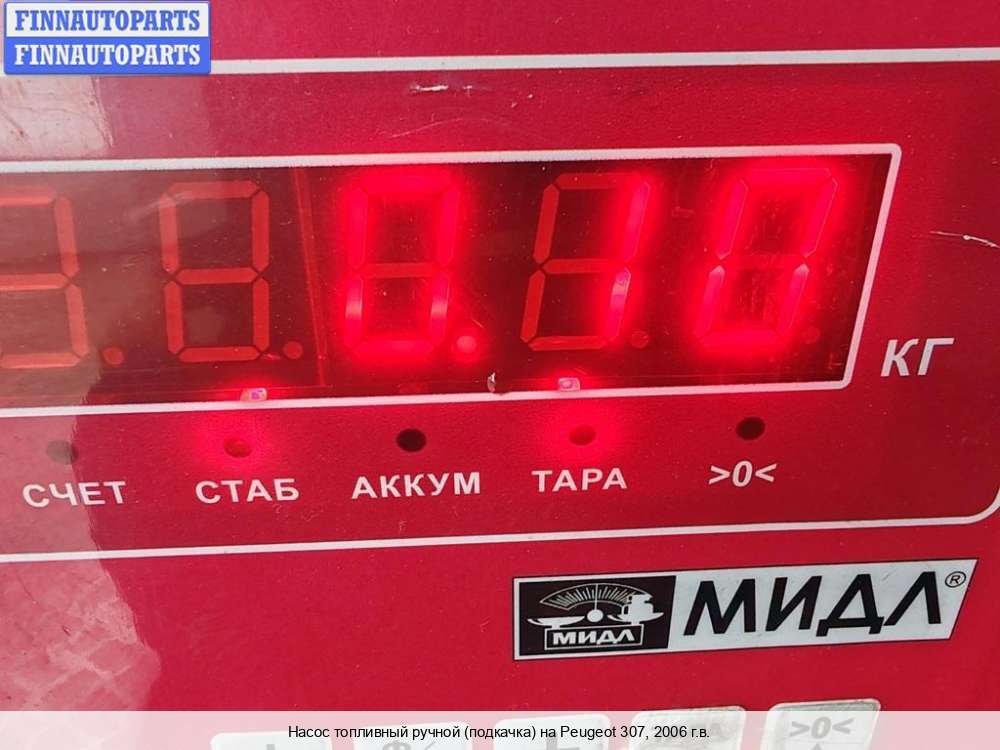 FINNAUTOPARTS
FINNAUTOPARTS
0.10
КГ
СЧЕТ СТАБ АККУМ ТАРА >0<
МИДЛ МИДЛ®
>0<
Насос топливный ручной (подкачка) на Peugeot 307, 2006 г.в.